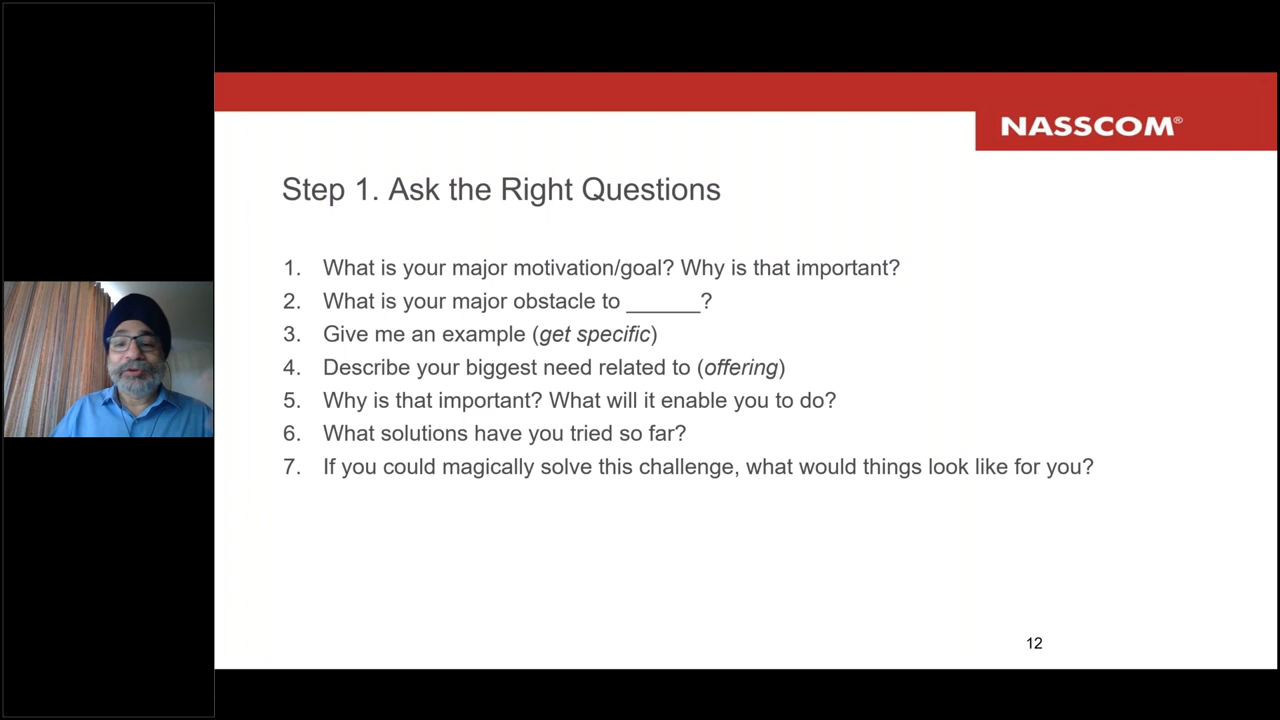 NASSCOM®
Step 1. Ask the Right Questions
1. What is your major motivation/goal? Why is that important?
2. What is your major obstacle to ______?
3. Give me an example (get specific)
4. Describe your biggest need related to (offering)
5. Why is that important? What will it enable you to do?
6. What solutions have you tried so far?
7. If you could magically solve this challenge, what would things look like for you?
12